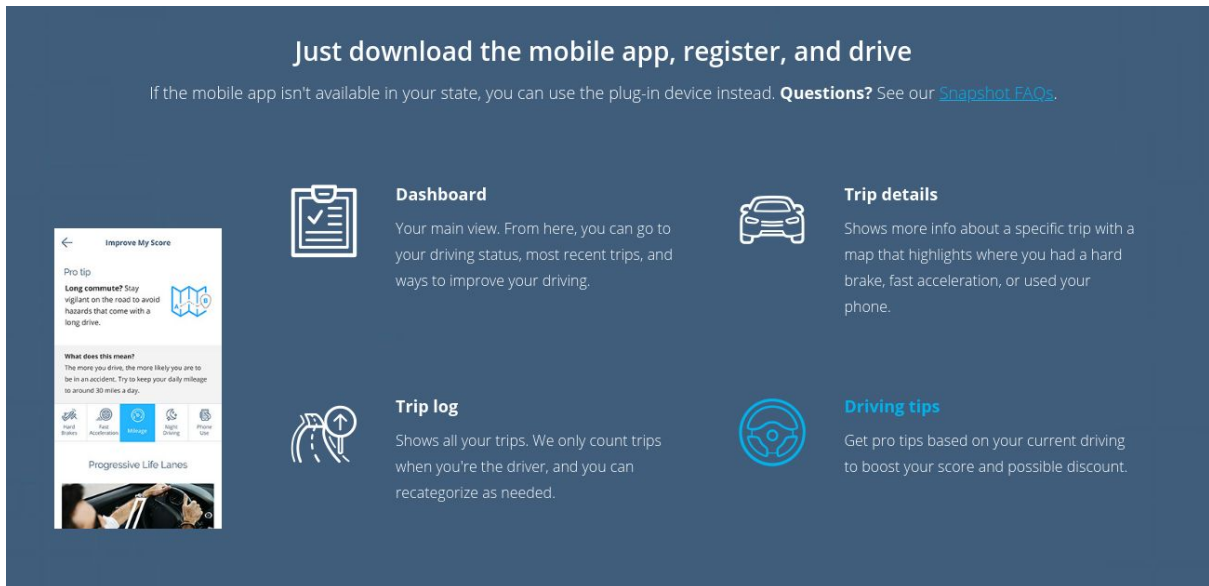 Just download the mobile app, register, and drive
If the mobile app isn't available in your state, you can use the plug-in device instead. Questions? See our Snapshot FAQs.
Improve My Score
Pro tip
Long commute? Stay
vigilant on the road to avoid
hazards that come with a
long drive.
A
B
What does this mean?
The more you drive, the more likely you are to
be in an accident. Try to keep your daily mileage
to around 30 miles a day.
Hard
Brakes
Fast
Acceleration
Mileage
Night
Driving
Phone
Use
Progressive Life Lanes
Dashboard
Your main view. From here, you can go to
your driving status, most recent trips, and
ways to improve your driving.
Trip details
Shows more info about a specific trip with a
map that highlights where you had a hard
brake, fast acceleration, or used your
phone.
Trip log
Shows all your trips. We only count trips
when you're the driver, and you can
recategorize as needed.
Driving tips
Get pro tips based on your current driving
to boost your score and possible discount.